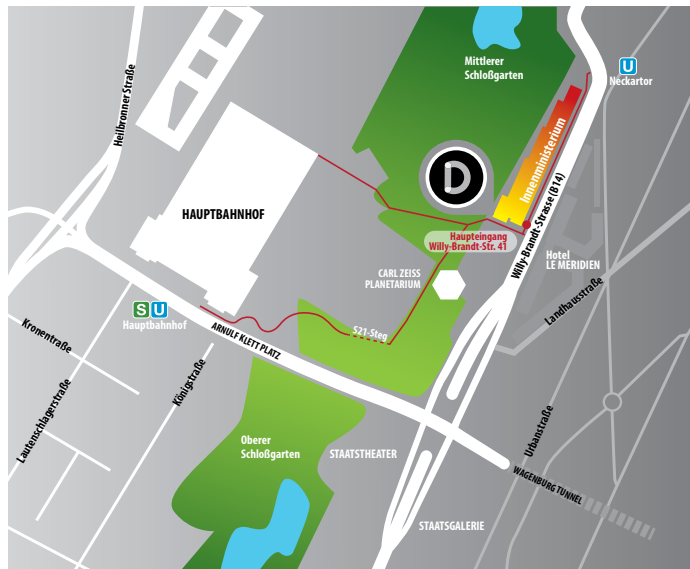 Mittlerer
Schloßgarten
U
Neckartor
Heilbronner Straße
Innenministerium
D
HAUPTBAHNHOF
Willy-Brandt-Strasse (B14)
Haupteingang
Willy-Brandt-Str. 41
Hotel
LE MERIDIEN
CARL ZEISS
PLANETARIUM
Landhausstraße
S U
Hauptbahnhof
S21-Steg
ARNULF KLETT PLATZ
Kronenstraße
Königstraße
Lautenschlagerstraße
Urbanstraße
Oberer
Schloßgarten
STAATSTHEATER
WAGENBURG TUNNEL
STAATSGALERIE